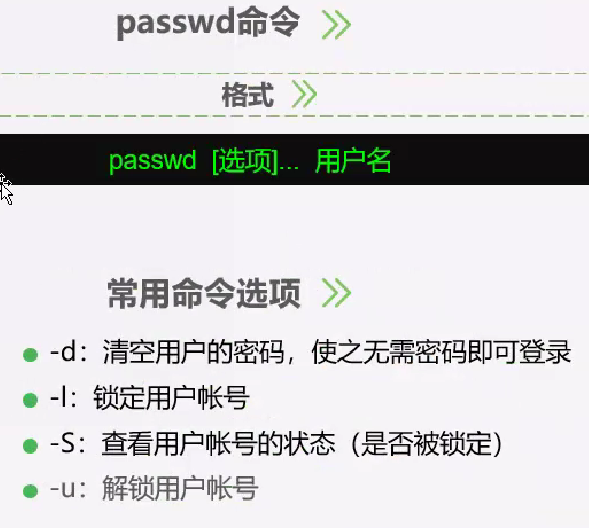 passwd命令
格式
passwd [选项]... 用户名
常用命令选项
-d：清空用户的密码，使之无需密码即可登录
-l：锁定用户帐号
-S：查看用户帐号的状态（是否被锁定）
-u：解锁用户帐号